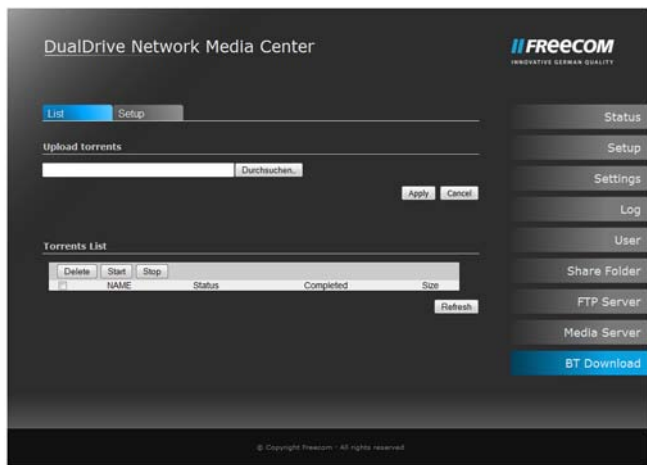 DualDrive Network Media Center
FREECOM
INNOVATIVE GERMAN QUALITY
List Setup
Upload torrents
Durchsuchen..
Apply Cancel
Torrents List
Delete Start Stop
NAME Status Completed Size
Refresh
Status
Setup
Settings
Log
User
Share Folder
FTP Server
Media Server
BT Download
© Copyright Freecom - All rights reserved